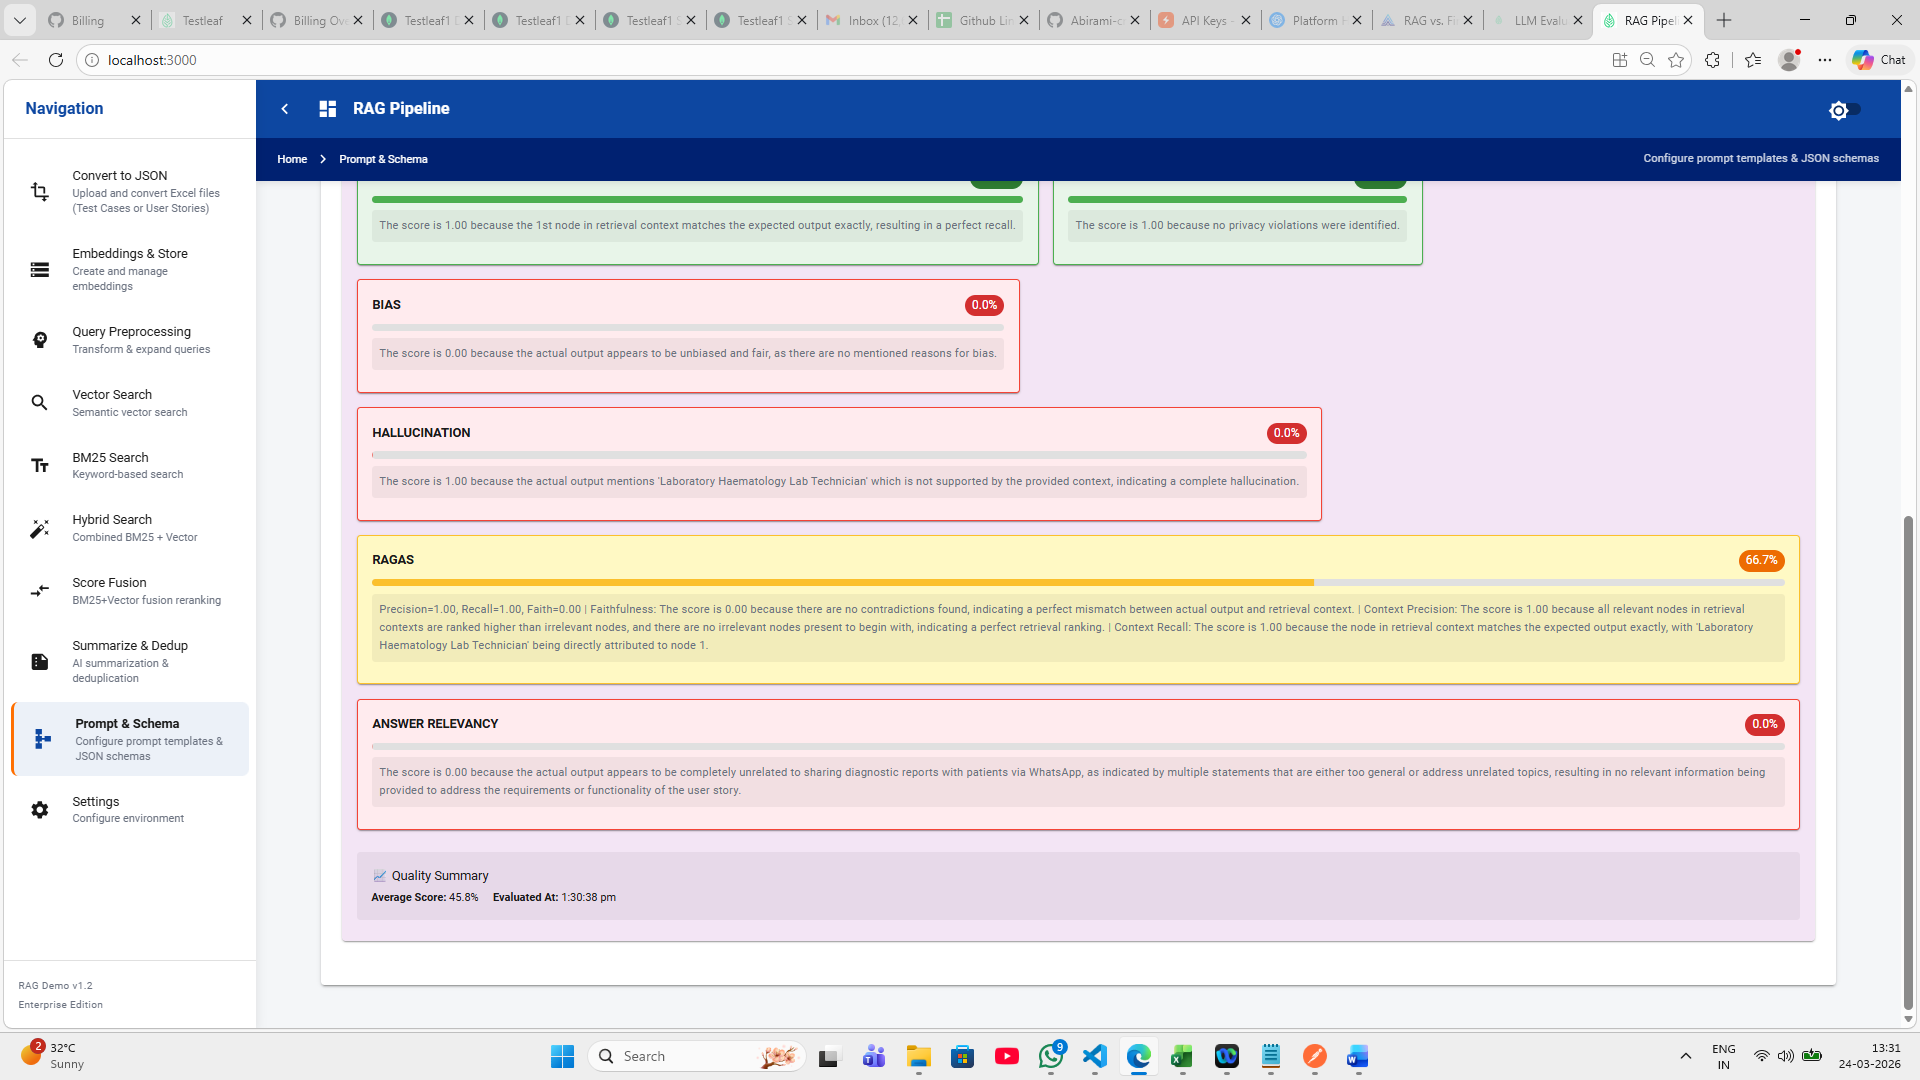 Billing
Testleaf
Billing Ove
Testleaf1
Testleaf1
Testleaf1 S
Testleaf1 S
Inbox (12,
Github Lin
Abirami-c
API Keys -
Platform
RAG vs. Fi
LLM Evalu
RAG Pipeli
localhost:3000
Chat
Navigation
RAG Pipeline
Home
Prompt & Schema
Configure prompt templates & JSON schemas
Convert to JSON
Upload and convert Excel files
(Test Cases or User Stories)
Embeddings & Store
Create and manage
embeddings
Query Preprocessing
Transform & expand queries
Vector Search
Semantic vector search
BM25 Search
Keyword-based search
Hybrid Search
Combined BM25 + Vector
Score Fusion
BM25+Vector fusion reranking
Summarize & Dedup
AI summarization &
deduplication
Prompt & Schema
Configure prompt templates &
JSON schemas
Settings
Configure environment
RAG Demo v1.2
Enterprise Edition
The score is 1.00 because the 1st node in retrieval context matches the expected output exactly, resulting in a perfect recall.
The score is 1.00 because no privacy violations were identified.
BIAS
0.0%
The score is 0.00 because the actual output appears to be unbiased and fair, as there are no mentioned reasons for bias.
HALLUCINATION
0.0%
The score is 1.00 because the actual output mentions 'Laboratory Haematology Lab Technician' which is not supported by the provided context, indicating a complete hallucination.
RAGAS
66.7%
Precision=1.00, Recall=1.00, Faith=0.00 | Faithfulness: The score is 0.00 because there are no contradictions found, indicating a perfect mismatch between actual output and retrieval context. | Context Precision: The score is 1.00 because all relevant nodes in retrieval
contexts are ranked higher than irrelevant nodes, and there are no irrelevant nodes present to begin with, indicating a perfect retrieval ranking. | Context Recall: The score is 1.00 because the node in retrieval context matches the expected output exactly, with 'Laboratory
Haematology Lab Technician' being directly attributed to node 1.
ANSWER RELEVANCY
0.0%
The score is 0.00 because the actual output appears to be completely unrelated to sharing diagnostic reports with patients via WhatsApp, as indicated by multiple statements that are either too general or address unrelated topics, resulting in no relevant information being
provided to address the requirements or functionality of the user story.
Quality Summary
Average Score: 45.8% Evaluated At: 1:30:38 pm
2
32°C
Sunny
Search
9
ENG
IN
13:31
24-03-2026